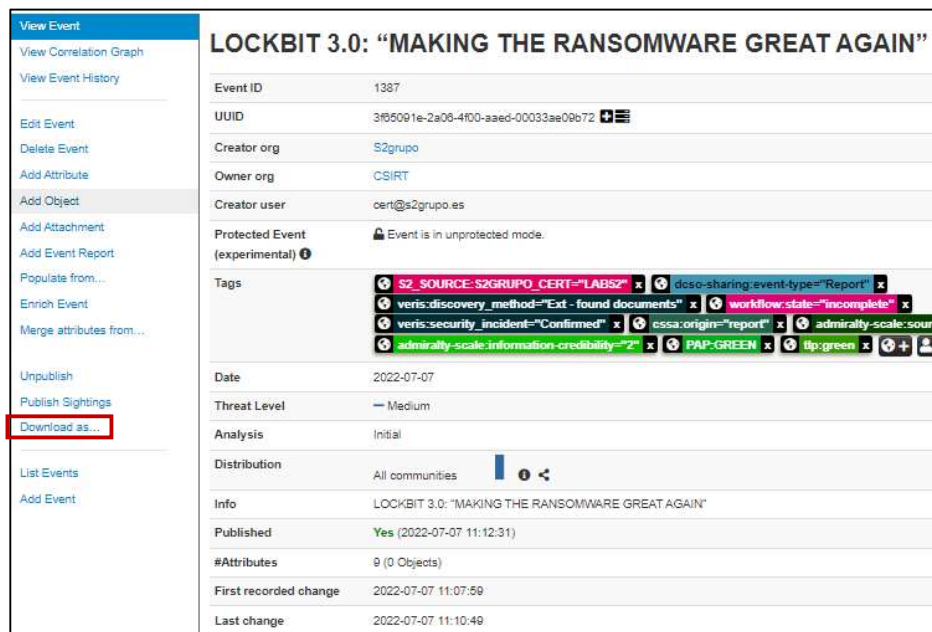 View Event
View Correlation Graph
View Event History
Edit Event
Delete Event
Add Attribute
Add Object
Add Attachment
Add Event Report
Populate from...
Enrich Event
Merge attributes from...
Unpublish
Publish Sightings
Download as...
List Events
Add Event
LOCKBIT 3.0: “MAKING THE RANSOMWARE GREAT AGAIN”
Event ID 1387
UUID 3f65091e-2a06-4f00-aaed-00033ae09b72
Creator org S2grupo
Owner org CSIRT
Creator user cert@s2grupo.es
Protected Event (experimental) Event is in unprotected mode.
Tags S2_SOURCE:S2GRUPO_CERT="LAB52" x dcso-sharing:event-type="Report" x
veris:discovery_method="Ext - found documents" x workflow:state="incomplete" x
veris:security_incident="Confirmed" x cssa:origin="report" x admiralty-scale:sour
admiralty-scale:information-credibility="2" x PAP:GREEN x tlp:green x
Date 2022-07-07
Threat Level Medium
Analysis Initial
Distribution All communities
Info LOCKBIT 3.0: “MAKING THE RANSOMWARE GREAT AGAIN”
Published Yes (2022-07-07 11:12:31)
#Attributes 9 (0 Objects)
First recorded change 2022-07-07 11:07:59
Last change 2022-07-07 11:10:49